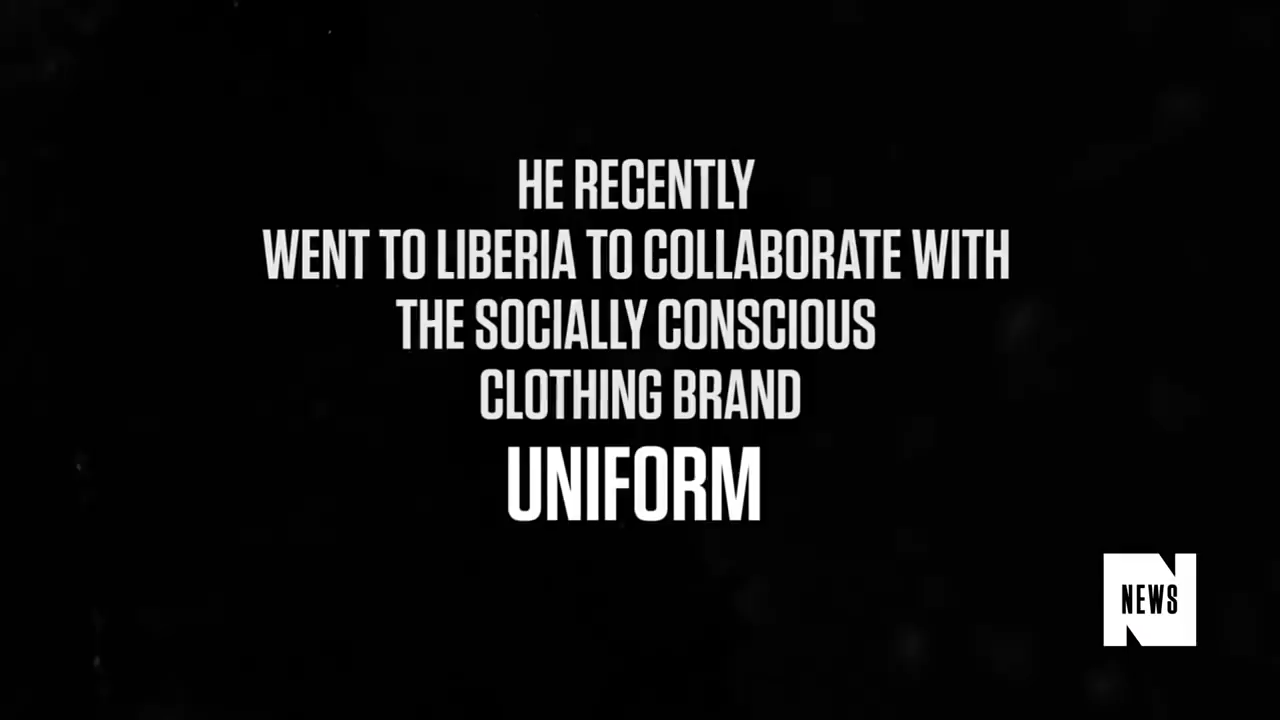 HE RECENTLY
WENT TO LIBERIA TO COLLABORATE WITH
THE SOCIALLY CONSCIOUS
CLOTHING BRAND
UNIFORM
NEWS